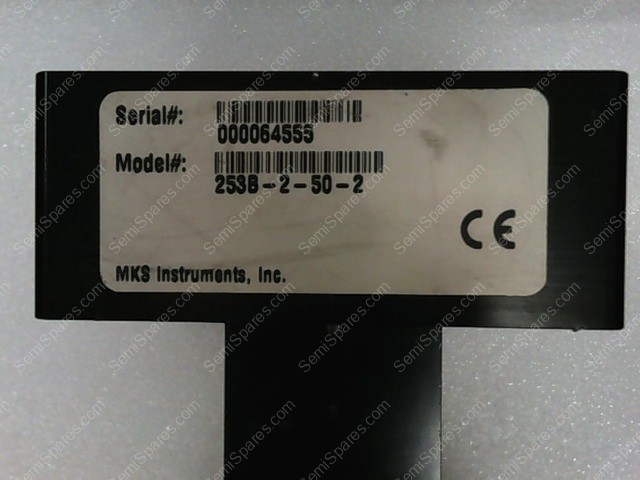 Serial#:
000064555
Model#:
253B-2-50-2
CE
MKS Instruments, Inc.
SemiSpares.com